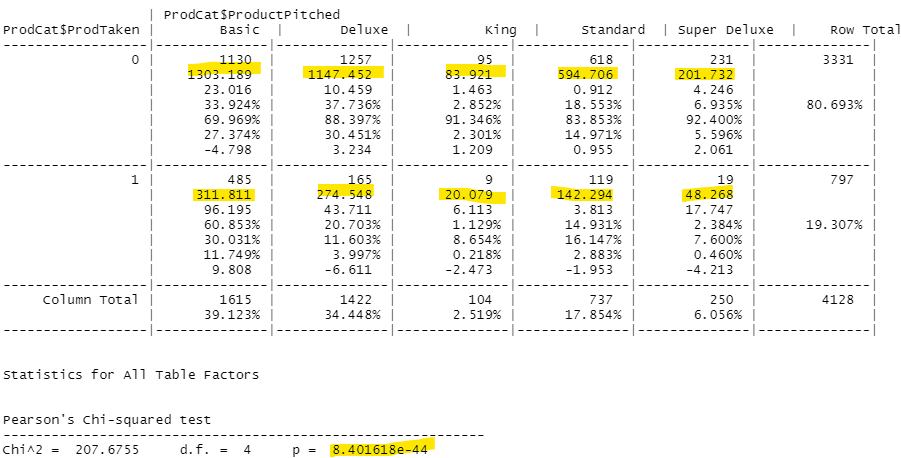 | ProdCat$ProductPitched
ProdCat$ProdTaken | Basic | Deluxe | King | Standard | Super Deluxe | Row Total
-----------------|-------------|-------------|-------------|-------------|-------------|-------------|
0 | 1130 | 1257 | 95 | 618 | 231 | 3331 |
| 1303.189 | 1147.452 | 83.921 | 594.706 | 201.732 | |
| 23.016 | 10.459 | 1.463 | 0.912 | 4.246 | |
| 33.924% | 37.736% | 2.852% | 18.553% | 6.935% | 80.693% |
| 69.969% | 88.397% | 91.346% | 83.853% | 92.400% | |
| 27.374% | 30.451% | 2.301% | 14.971% | 5.596% | |
| -4.798 | 3.234 | 1.209 | 0.955 | 2.061 | |
-----------------|-------------|-------------|-------------|-------------|-------------|-------------|
1 | 485 | 165 | 9 | 119 | 19 | 797 |
| 311.811 | 274.548 | 20.079 | 142.294 | 48.268 | |
| 96.195 | 43.711 | 6.113 | 3.813 | 17.747 | |
| 60.853% | 20.703% | 1.129% | 14.931% | 2.384% | 19.307% |
| 30.031% | 11.603% | 8.654% | 16.147% | 7.600% | |
| 11.749% | 3.997% | 0.218% | 2.883% | 0.460% | |
| 9.808 | -6.611 | -2.473 | -1.953 | -4.213 | |
-----------------|-------------|-------------|-------------|-------------|-------------|-------------|
Column Total | 1615 | 1422 | 104 | 737 | 250 | 4128 |
| 39.123% | 34.448% | 2.519% | 17.854% | 6.056% | |
-----------------|-------------|-------------|-------------|-------------|-------------|-------------|
Statistics for All Table Factors
Pearson's Chi-squared test
------------------------------------------------------------
Chi^2 = 207.6755 d.f. = 4 p = 8.401618e-44